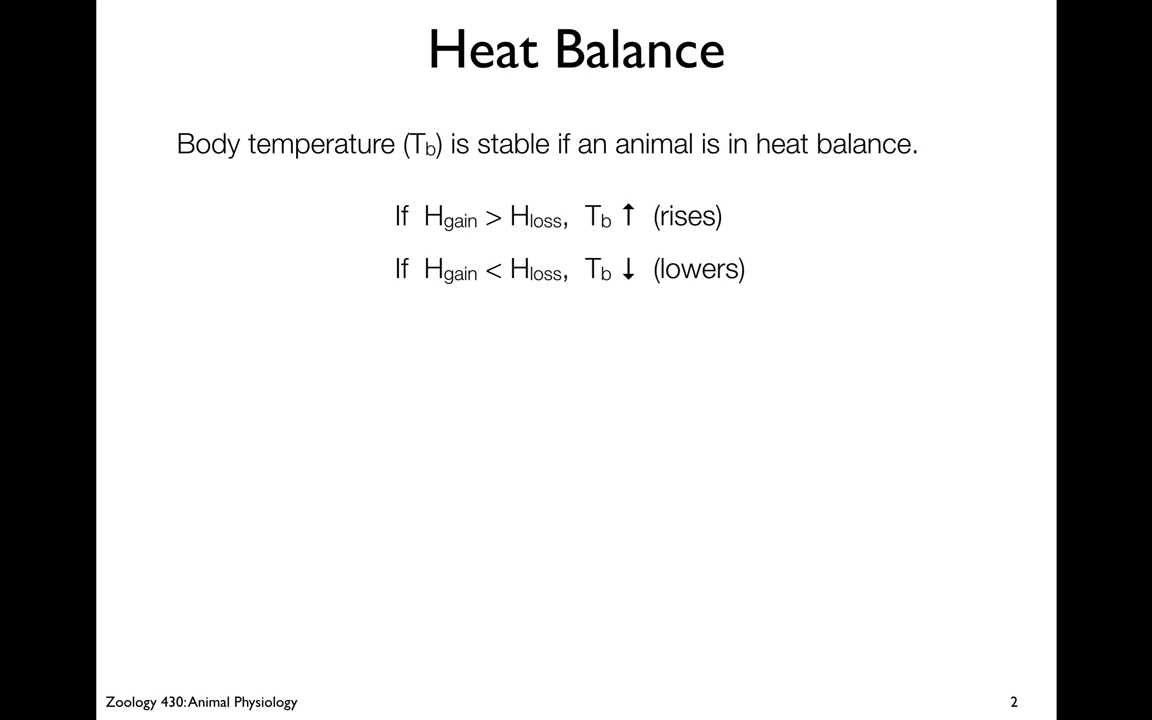 Heat Balance
Body temperature (Tb) is stable if an animal is in heat balance.
If Hgain > Hloss, Tb ↑ (rises)
If Hgain < Hloss, Tb ↓ (lowers)
Zoology 430: Animal Physiology
2